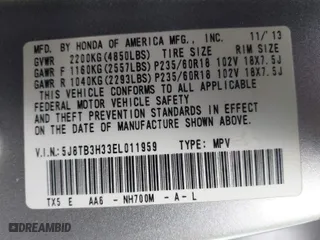 MFD. BY HONDA OF AMERICA MFG., INC. 11/'13
GVWR 2200KG(4850LBS) TIRE SIZE RIM SIZE
GAWR F 1160KG(2557LBS)P235/60R18 102V 18X7.5J
GAWR R 1040KG(2293LBS)P235/60R18 102V 18X7.5J
THIS VEHICLE CONFORMS TO ALL APPLICABLE
FEDERAL MOTOR VEHICLE SAFETY AND
THEFT PREVENTION STANDARDS IN EFFECT
ON THE DATE OF MANUFACTURE SHOWN ABOVE.
V.I.N.: 5J8TB3H33EL011959 TYPE: MPV
TX5 E AA6 - NH700M - A - L
© DRIVEBIDS.COM